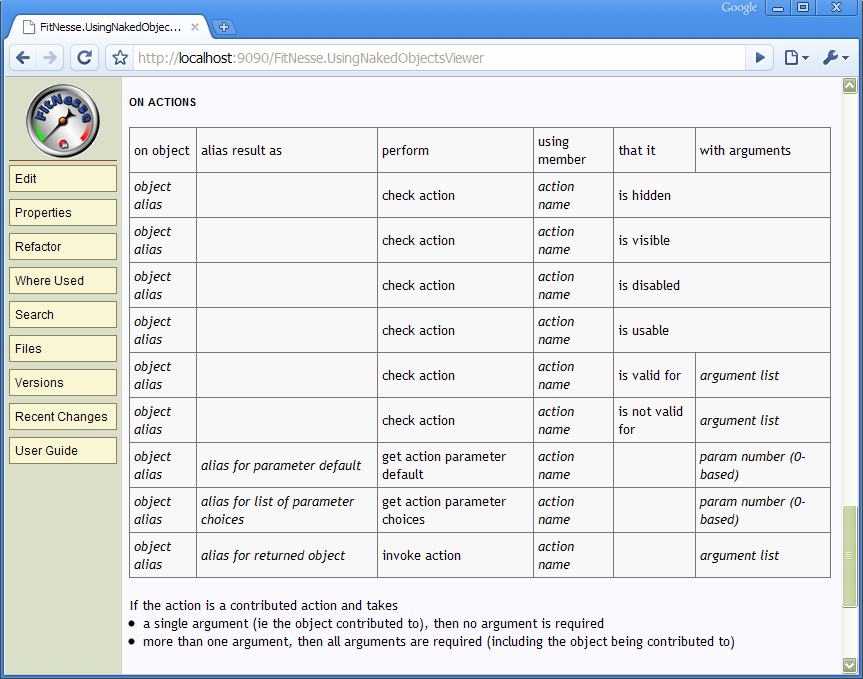 Google
FitNesse.UsingNakedObjec...
http://localhost:9090/FitNesse.UsingNakedObjectsViewer
FitNesse
Edit
Properties
Refactor
Where Used
Search
Files
Versions
Recent Changes
User Guide
ON ACTIONS
on object alias result as perform using member that it with arguments
object alias check action action name is hidden
object alias check action action name is visible
object alias check action action name is disabled
object alias check action action name is usable
object alias check action action name is valid for argument list
object alias check action action name is not valid for argument list
object alias alias for parameter default get action parameter default action name param number (0-based)
object alias alias for list of parameter choices get action parameter choices action name param number (0-based)
object alias alias for returned object invoke action action name argument list
If the action is a contributed action and takes
• a single argument (ie the object contributed to), then no argument is required
• more than one argument, then all arguments are required (including the object being contributed to)